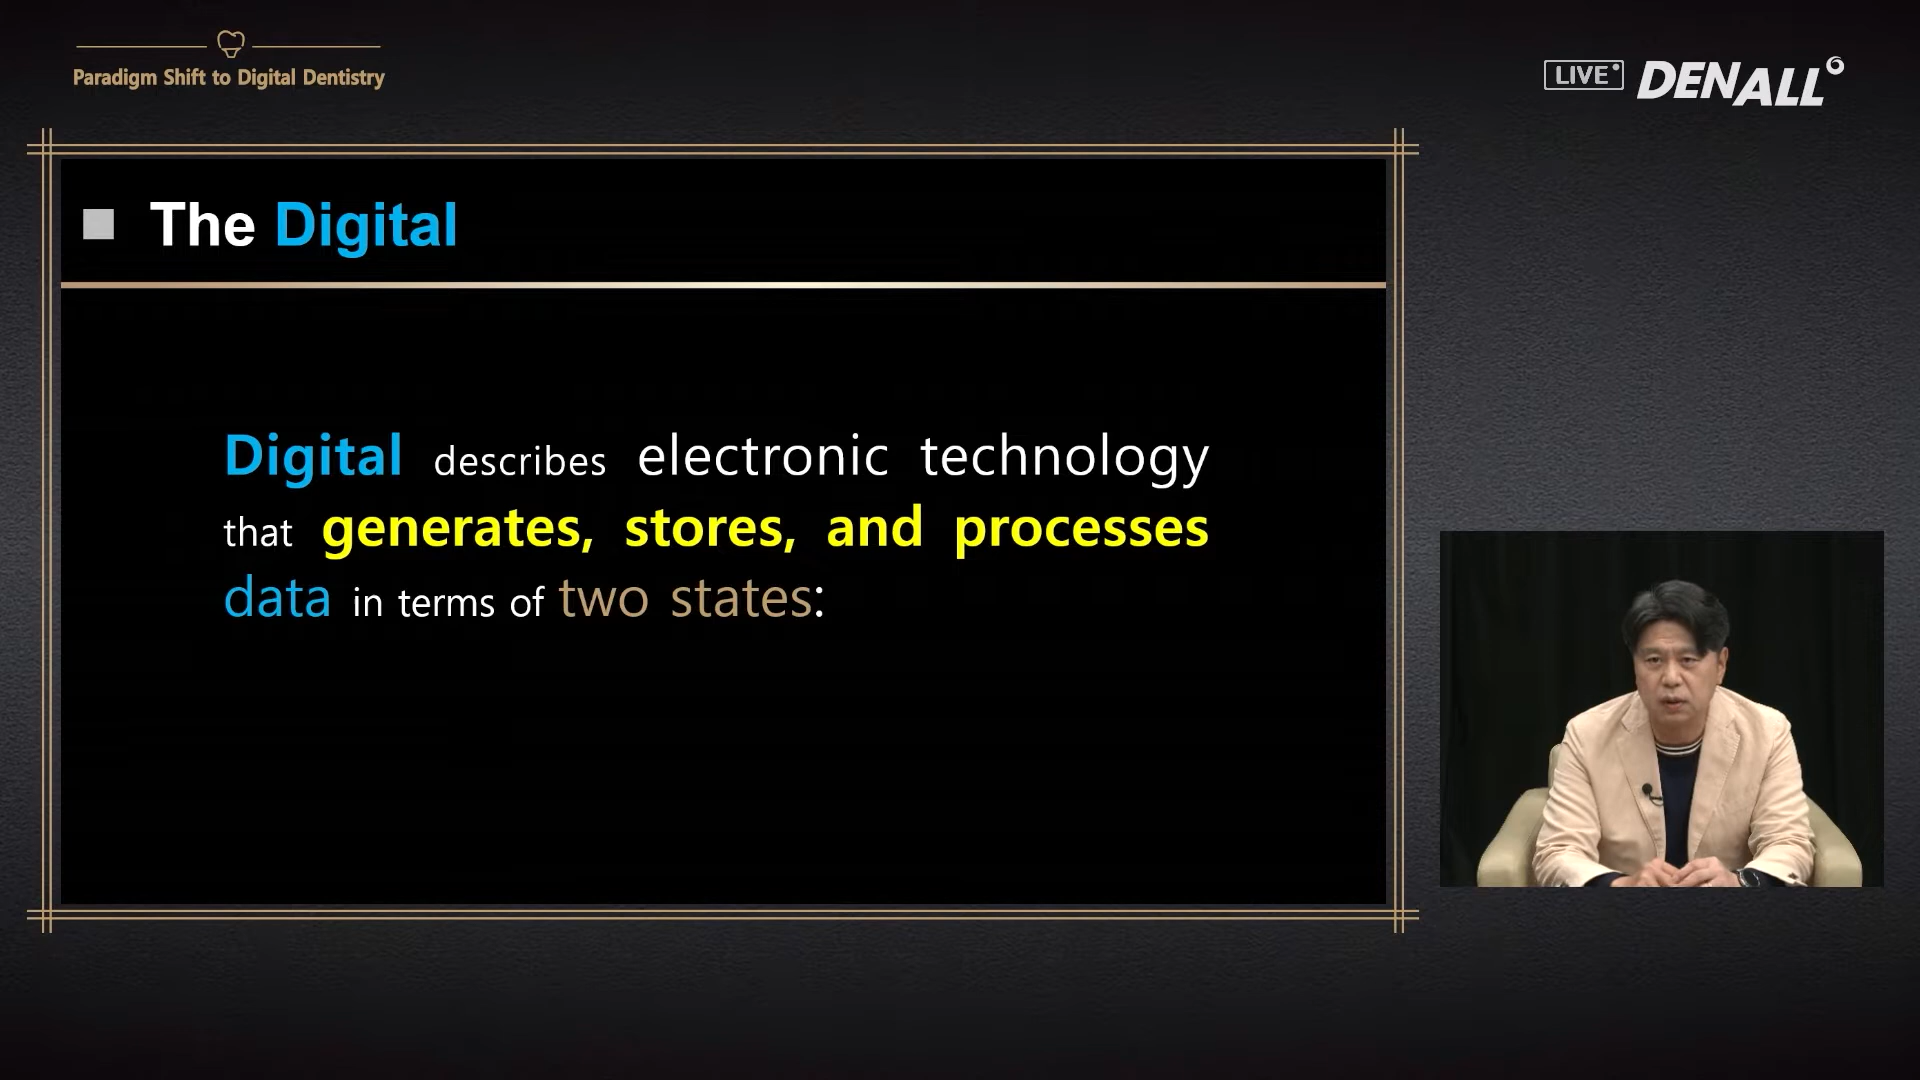 Paradigm Shift to Digital Dentistry
LIVE
DENALL
The Digital
Digital describes electronic technology
that generates, stores, and processes
data in terms of two states: